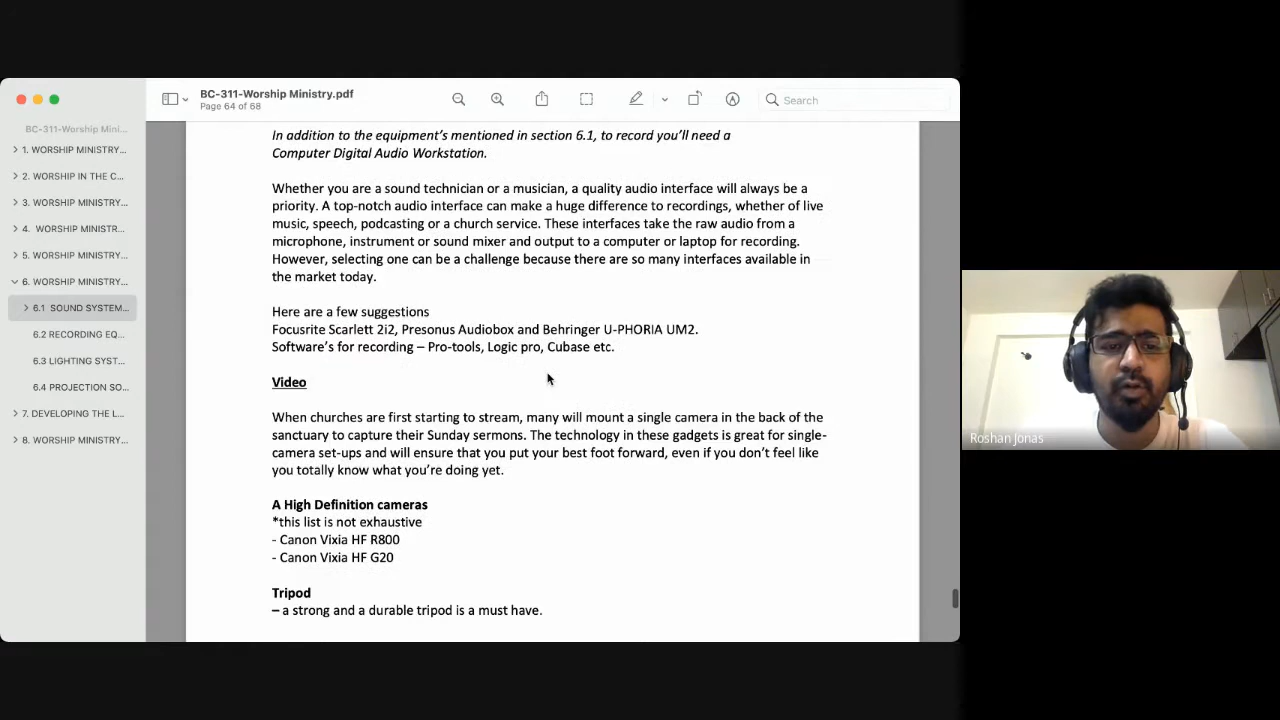 BC-311-Worship Ministry.pdf
Page 64 of 68
Search
BC-311-Worship Mini...
1. WORSHIP MINISTRY...
2. WORSHIP IN THE C...
3. WORSHIP MINISTRY...
4. WORSHIP MINISTR...
5. WORSHIP MINISTRY...
6. WORSHIP MINISTRY...
6.1 SOUND SYSTEM...
6.2 RECORDING EQ...
6.3 LIGHTING SYST...
6.4 PROJECTION SO...
7. DEVELOPING THE L...
8. WORSHIP MINISTRY...
In addition to the equipment's mentioned in section 6.1, to record you'll need a
Computer Digital Audio Workstation.
Whether you are a sound technician or a musician, a quality audio interface will always be a
priority. A top-notch audio interface can make a huge difference to recordings, whether of live
music, speech, podcasting or a church service. These interfaces take the raw audio from a
microphone, instrument or sound mixer and output to a computer or laptop for recording.
However, selecting one can be a challenge because there are so many interfaces available in
the market today.
Here are a few suggestions
Focusrite Scarlett 2i2, Presonus Audiobox and Behringer U-PHORIA UM2.
Software's for recording – Pro-tools, Logic pro, Cubase etc.
Video
When churches are first starting to stream, many will mount a single camera in the back of the
sanctuary to capture their Sunday sermons. The technology in these gadgets is great for single-
camera set-ups and will ensure that you put your best foot forward, even if you don't feel like
you totally know what you're doing yet.
A High Definition cameras
*this list is not exhaustive
- Canon Vixia HF R800
- Canon Vixia HF G20
Tripod
– a strong and a durable tripod is a must have.
Roshan Jonas